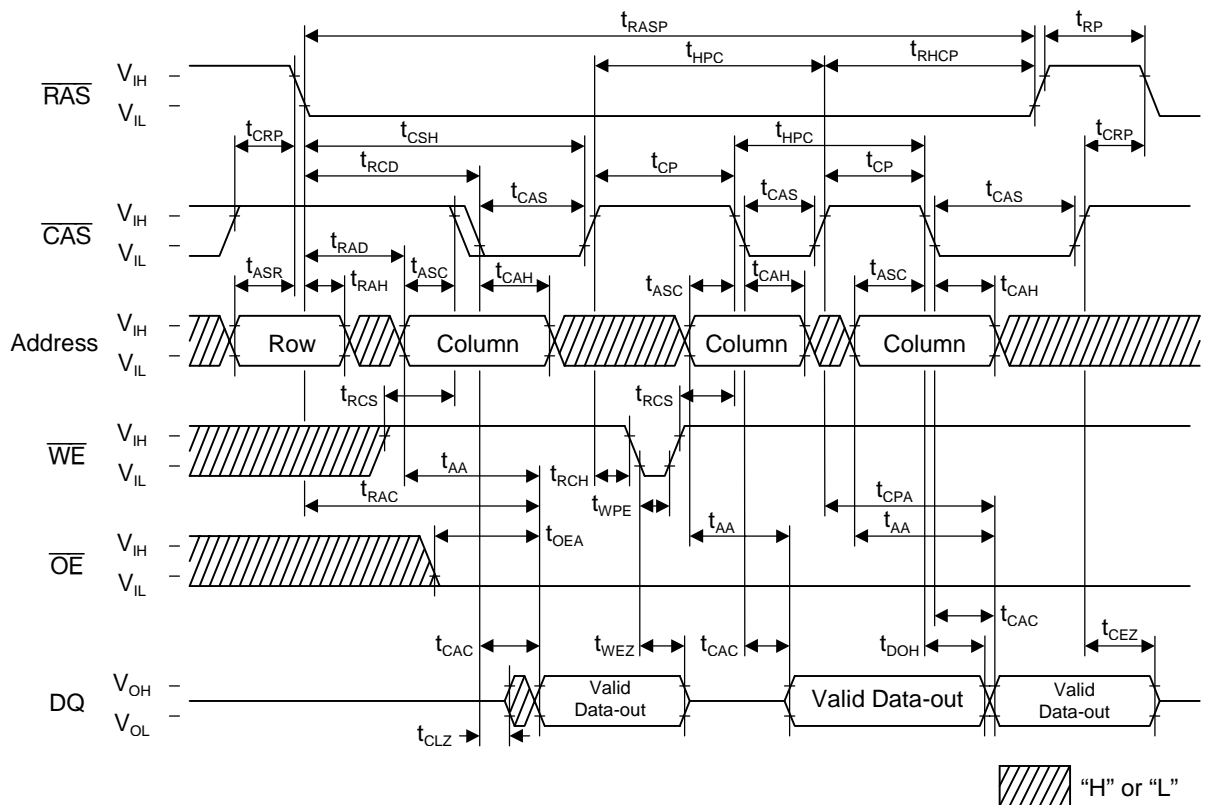 tRASP
tRP
tHPC
tRHCP
RAS
VIH
VIL
tCRP
tCSH
tHPC
tCRP
tRCD
tCP
tCP
tCAS
tCAS
tCAS
CAS
VIH
VIL
tRAD
tASR
tRAH
tASC
tCAH
tASC
tCAH
tASC
tCAH
Address
VIH
VIL
Row
Column
Column
Column
tRCS
tRCS
WE
VIH
VIL
tAA
tRCH
tRAC
tWPE
tCPA
tOEA
tAA
tAA
OE
VIH
VIL
tCAC
tCAC
tWEZ
tCAC
tDOH
tCEZ
DQ
VOH
VOL
Valid
Data-out
Valid Data-out
Valid
Data-out
tCLZ
“H” or “L”